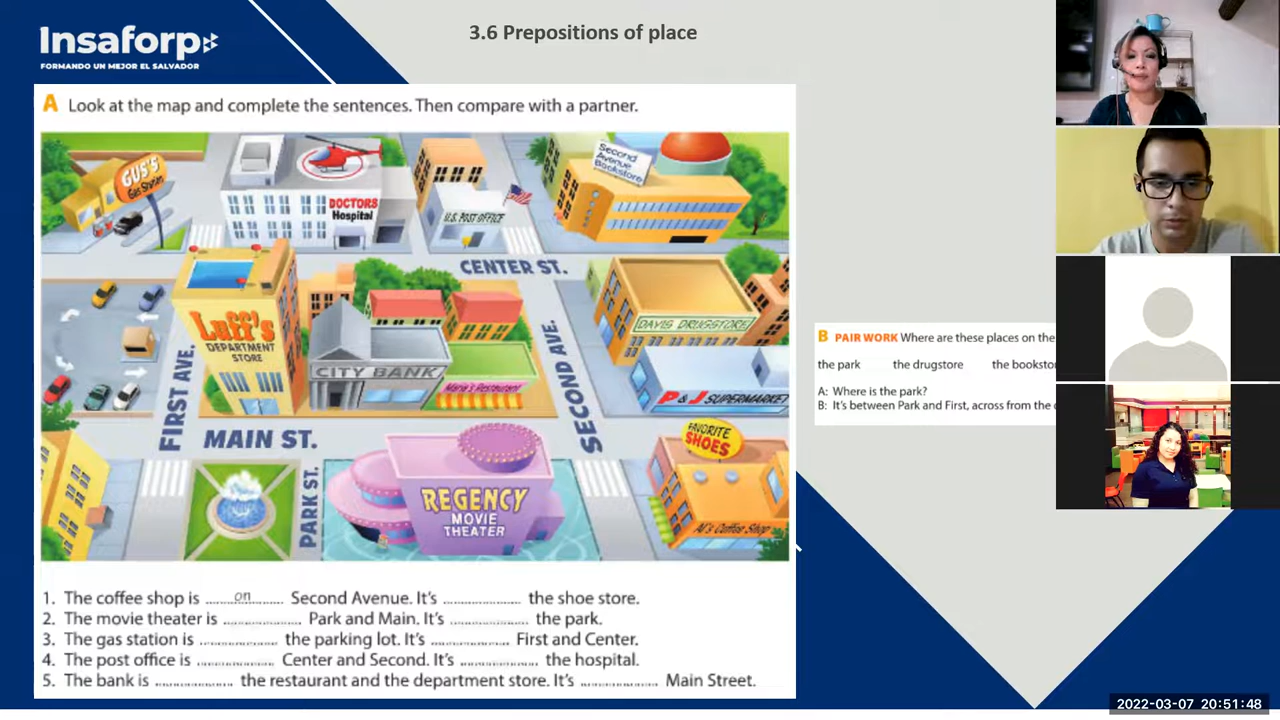 Insaforp
FORMANDO UN MEJOR EL SALVADOR
3.6 Prepositions of place
A Look at the map and complete the sentences. Then compare with a partner.
GUS'S
Gas Station
DOCTORS
Hospital
U.S. POST OFFICE
Second
Avenue
Bookstore
CENTER ST.
Luff's
DEPARTMENT
STORE
CITY BANK
Maria's Restaurant
DAVIS DRUGSTORE
P & J SUPERMARKET
FIRST AVE.
SECOND AVE.
MAIN ST.
PARK ST.
REGENCY
MOVIE
THEATER
FAVORITE
SHOES
Al's Coffee Shop
1. The coffee shop is ....on.... Second Avenue. It's .................... the shoe store.
2. The movie theater is .................... Park and Main. It's .................... the park.
3. The gas station is .................... the parking lot. It's .................... First and Center.
4. The post office is .................... Center and Second. It's .................... the hospital.
5. The bank is .................... the restaurant and the department store. It's .................... Main Street.
B PAIR WORK Where are these places on the
the park the drugstore the booksto
A: Where is the park?
B: It's between Park and First, across from the
2022-03-07 20:51:48